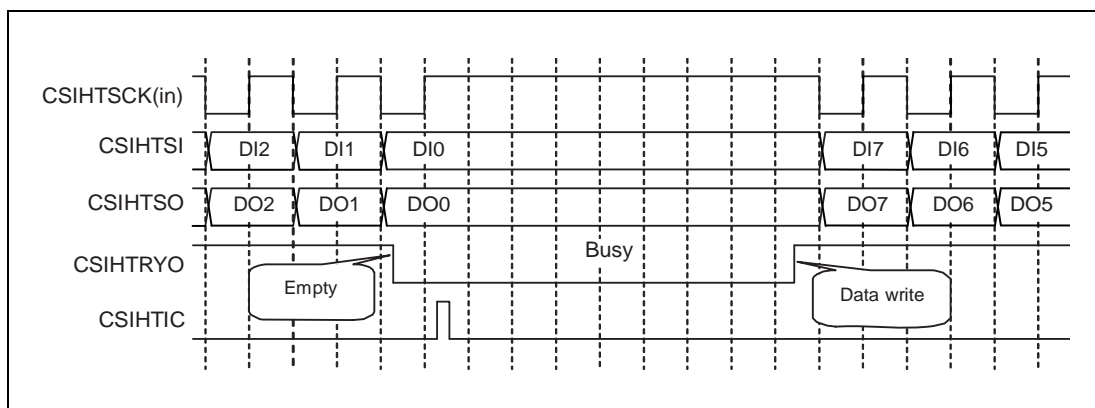 CSIHTSCK(in)
CSIHTSI DI2 DI1 DI0 DI7 DI6 DI5
CSIHTSO DO2 DO1 DO0 DO7 DO6 DO5
CSIHTRYO Busy
Empty Data write
CSIHTIC